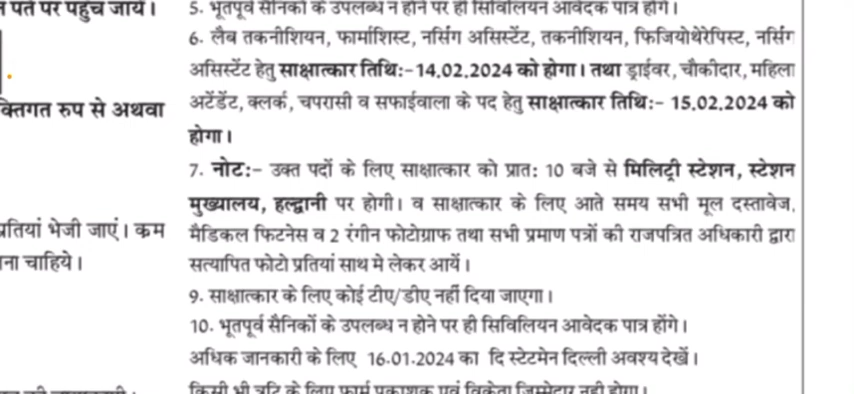 न पते पर पहुंच जायें।
क्तिगत रुप से अथवा
प्रतियां भेजी जाएं। कम
ना चाहिये।
5. भूतपूर्व सैनिकों के उपलब्ध न होने पर ही सिविलियन आवेदक पात्र होंगे।
6. लैब तकनीशियन, फार्माशिस्ट, नर्सिग असिस्टेंट, तकनीशियन, फिजियोथेरेपिस्ट, नर्सिग
असिस्टेंट हेतु साक्षात्कार तिथि:-14.02.2024 को होगा। तथा ड्राईवर, चौकीदार, महिला
अटेंडेंट, क्लर्क, चपरासी व सफाईवाला के पद हेतु साक्षात्कार तिथि:- 15.02.2024 को
होगा।
7. नोट:- उक्त पदों के लिए साक्षात्कार को प्रात: 10 बजे से मिलिट्री स्टेशन, स्टेशन
मुख्यालय, हल्द्वानी पर होगी। व साक्षात्कार के लिए आते समय सभी मूल दस्तावेज,
मैडिकल फिटनेस व 2 रंगीन फोटोग्राफ तथा सभी प्रमाण पत्रों की राजपत्रित अधिकारी द्वारा
सत्यापित फोटो प्रतियां साथ मे लेकर आयें।
9. साक्षात्कार के लिए कोई टीए/डीए नहीं दिया जाएगा।
10. भूतपूर्व सैनिकों के उपलब्ध न होने पर ही सिविलियन आवेदक पात्र होंगे।
अधिक जानकारी के लिए 16.01.2024 का दि स्टेटमेन दिल्ली अवश्य देखें।
किसी भी त्रुटि के लिए फार्म प्रकाशक एवं विक्रेता जिम्मेदार नही होगा।